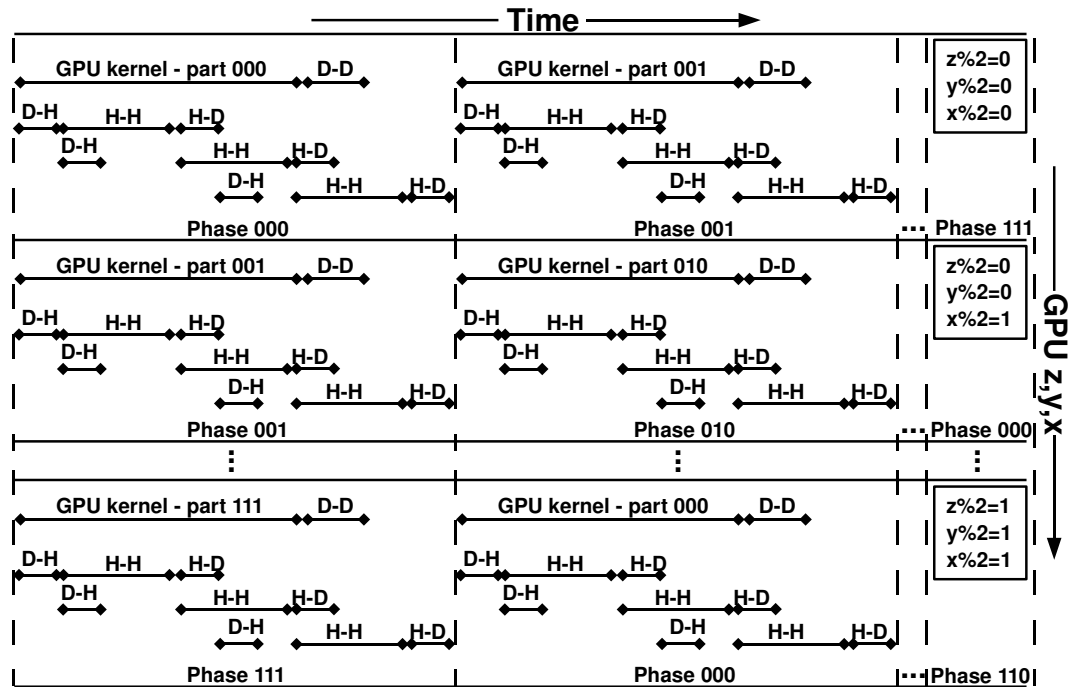 Time
GPU kernel - part 000 D-D GPU kernel - part 001 D-D z%2=0
y%2=0
D-H H-H H-D D-H H-H H-D x%2=0
D-H H-H H-D D-H H-H H-D
D-H H-H H-D D-H H-H H-D
Phase 000 Phase 001 ... Phase 111
GPU kernel - part 001 D-D GPU kernel - part 010 D-D z%2=0
y%2=0
D-H H-H H-D D-H H-H H-D x%2=1
D-H H-H H-D D-H H-H H-D
D-H H-H H-D D-H H-H H-D
Phase 001 Phase 010 ... Phase 000
GPU kernel - part 111 D-D GPU kernel - part 000 D-D z%2=1
y%2=1
D-H H-H H-D D-H H-H H-D x%2=1
D-H H-H H-D D-H H-H H-D
D-H H-H H-D D-H H-H H-D
Phase 111 Phase 000 ... Phase 110
GPU z,y,x